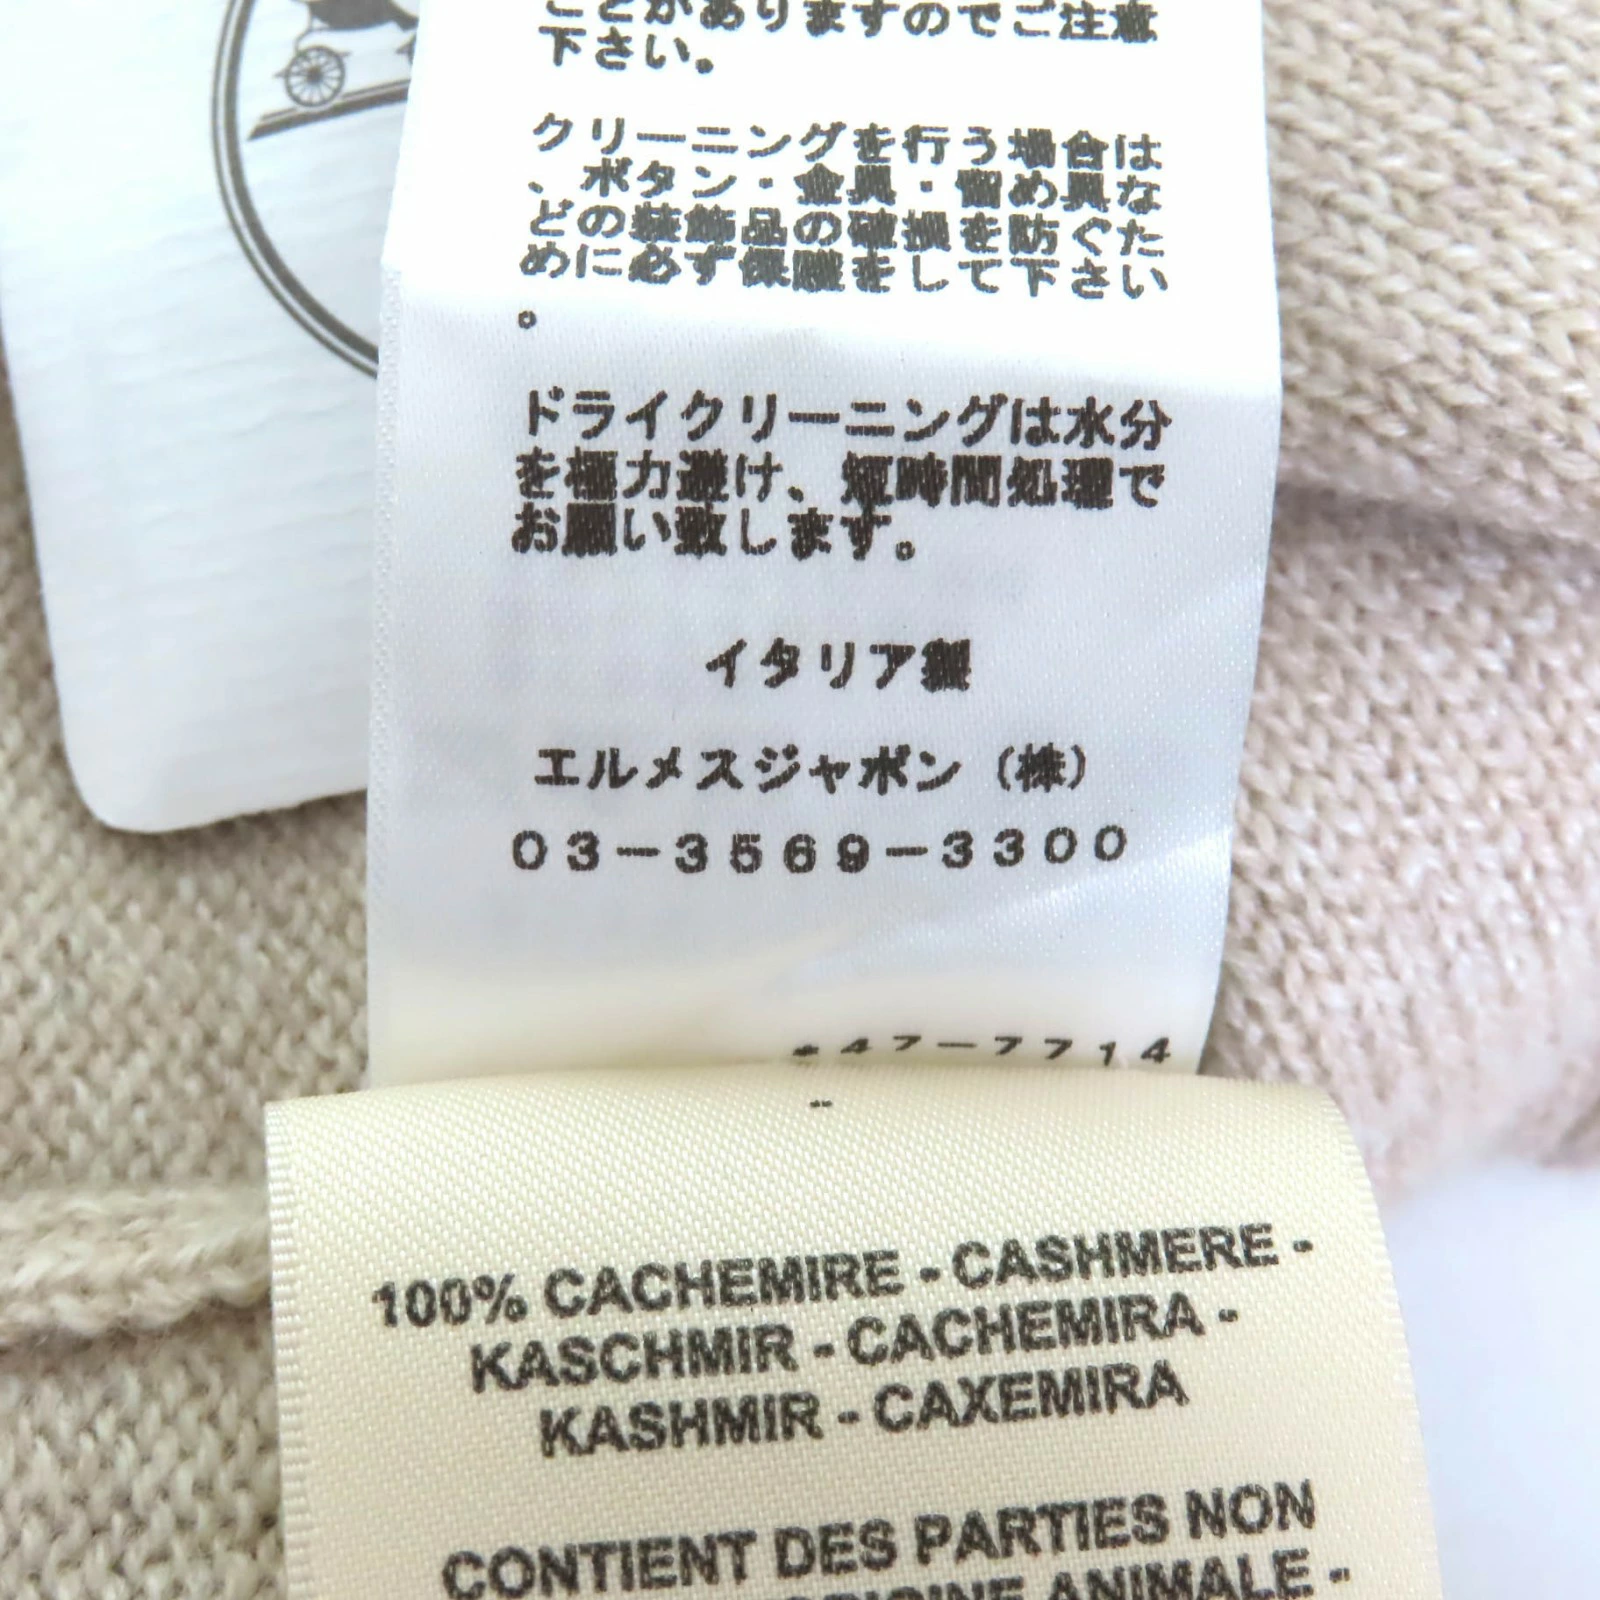 ことがありますのでご注意
下さい。
クリーニングを行う場合は
、ボタン・金具・留め具な
どの装飾品の破損を防ぐた
めに必ず保護をして下さい
。
ドライクリーニングは水分
を極力避け、短時間処理で
お願い致します。
イタリア製
エルメスジャポン（株）
03－3569－3300
47－7714
100% CACHEMIRE - CASHMERE -
KASCHMIR - CACHEMIRA -
KASHMIR - CAXEMIRA
CONTIENT DES PARTIES NON
ORIGINE ANIMALE -